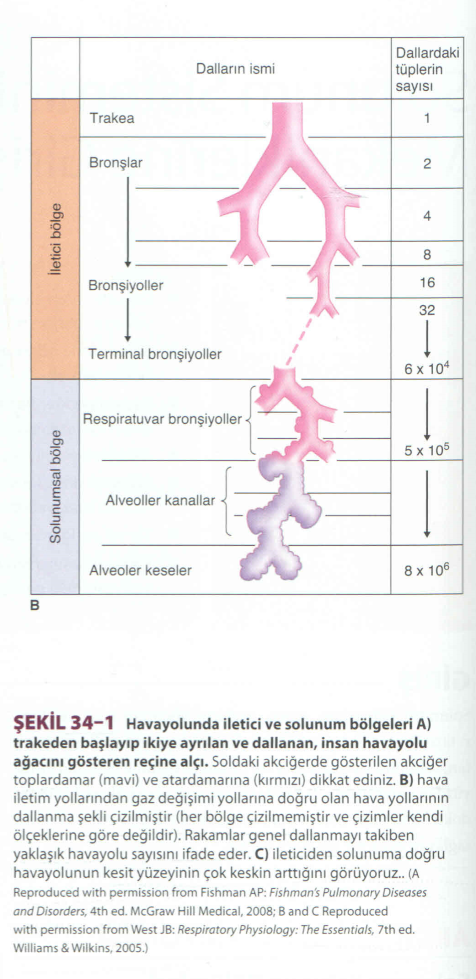 Dalların ismi
Dallardaki
tüplerin
sayısı
İletici bölge
Trakea
1
Bronşlar
2
4
8
Bronşiyoller
16
32
Terminal bronşiyoller
6 x 10⁴
Solunumsal bölge
Respiratuvar bronşiyoller
5 x 10⁵
Alveoller kanallar
Alveoler keseler
8 x 10⁶
B
ŞEKİL 34–1 Havayolunda iletici ve solunum bölgeleri A)
trakeden başlayıp ikiye ayrılan ve dallanan, insan havayolu
ağacını gösteren reçine alçı. Soldaki akciğerde gösterilen akciğer
toplardamar (mavi) ve atardamarına (kırmızı) dikkat ediniz. B) hava
iletim yollarından gaz değişimi yollarına doğru olan hava yollarının
dallanma şekli çizilmiştir (her bölge çizilmemiştir ve çizimler kendi
ölçeklerine göre değildir). Rakamlar genel dallanmayı takiben
yaklaşık havayolu sayısını ifade eder. C) ileticiden solunuma doğru
havayolunun kesit yüzeyinin çok keskin arttığını görüyoruz.. (A
Reproduced with permission from Fishman AP: Fishman's Pulmonary Diseases
and Disorders, 4th ed. McGraw Hill Medical, 2008; B and C Reproduced
with permission from West JB: Respiratory Physiology: The Essentials, 7th ed.
Williams & Wilkins, 2005.)